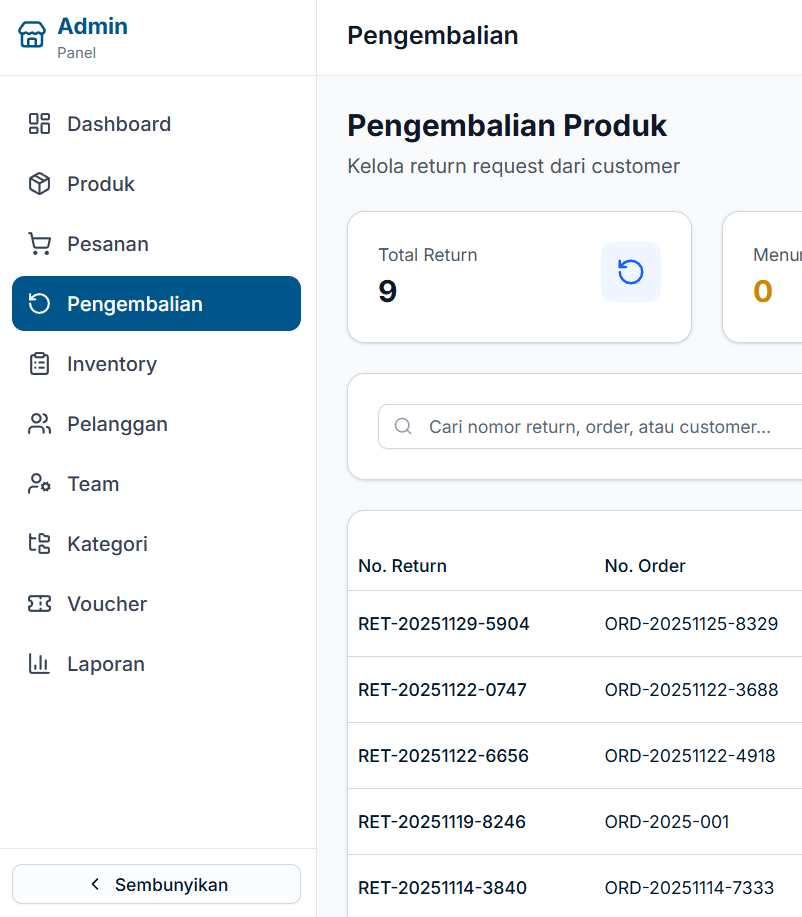 Admin
Panel
Dashboard
Produk
Pesanan
Pengembalian
Inventory
Pelanggan
Team
Kategori
Voucher
Laporan
Sembunyikan
Pengembalian
Pengembalian Produk
Kelola return request dari customer
Total Return
9
0
Cari nomor return, order, atau customer...
No. Return No. Order
RET-20251129-5904 ORD-20251125-8329
RET-20251122-0747 ORD-20251122-3688
RET-20251122-6656 ORD-20251122-4918
RET-20251119-8246 ORD-2025-001
RET-20251114-3840 ORD-20251114-7333